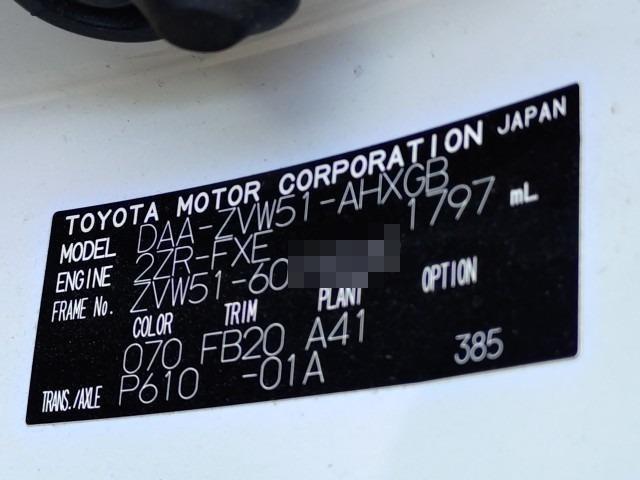 TOYOTA MOTOR CORPORATION JAPAN
MODEL DAA-ZVW51-AHXGB
ENGINE 2ZR-FXE 1797 mL
FRAME No. ZVW51-60
COLOR TRIM PLANT OPTION
070 FB20 A41
TRANS./AXLE P610 -01A 385